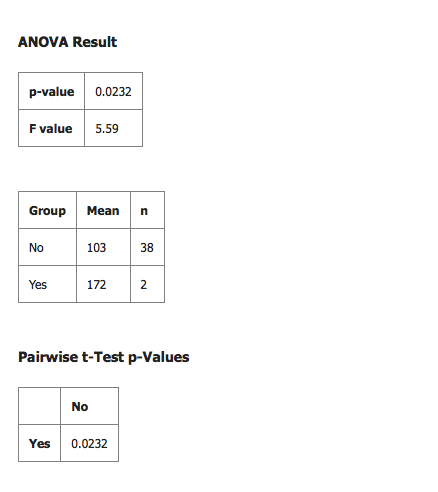 ANOVA Result
p-value 0.0232
F value 5.59
Group Mean n
No 103 38
Yes 172 2
Pairwise t-Test p-Values
No
Yes 0.0232